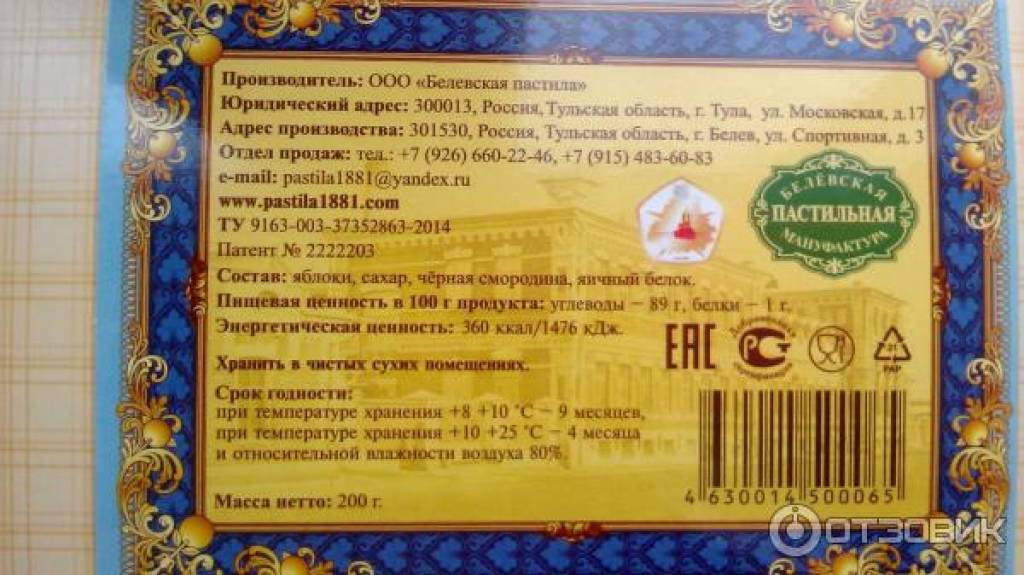 Производитель: ООО «Белевская пастила»
Юридический адрес: 300013, Россия, Тульская область, г. Тула, ул. Московская, д.17
Адрес производства: 301530, Россия, Тульская область, г. Белев, ул. Спортивная, д. 3
Отдел продаж: тел.: +7 (926) 660-22-46, +7 (915) 483-60-83
e-mail: pastila1881@yandex.ru
www.pastila1881.com
ТУ 9163-003-37352863-2014
Патент № 2222203
БЕЛЁВСКАЯ
ПАСТИЛЬНАЯ
МАНУФАКТУРА
Состав: яблоки, сахар, чёрная смородина, яичный белок.
Пищевая ценность в 100 г продукта: углеводы – 89 г, белки – 1 г.
Энергетическая ценность: 360 ккал/1476 кДж.
ЕАС
Добровольная
сертификация
21
PAP
Хранить в чистых сухих помещениях.
Срок годности:
при температуре хранения +8 +10 °С – 9 месяцев,
при температуре хранения +10 +25 °С – 4 месяца
и относительной влажности воздуха 80%.
Масса нетто: 200 г.
4 630014 500065
ОТЗОВИК